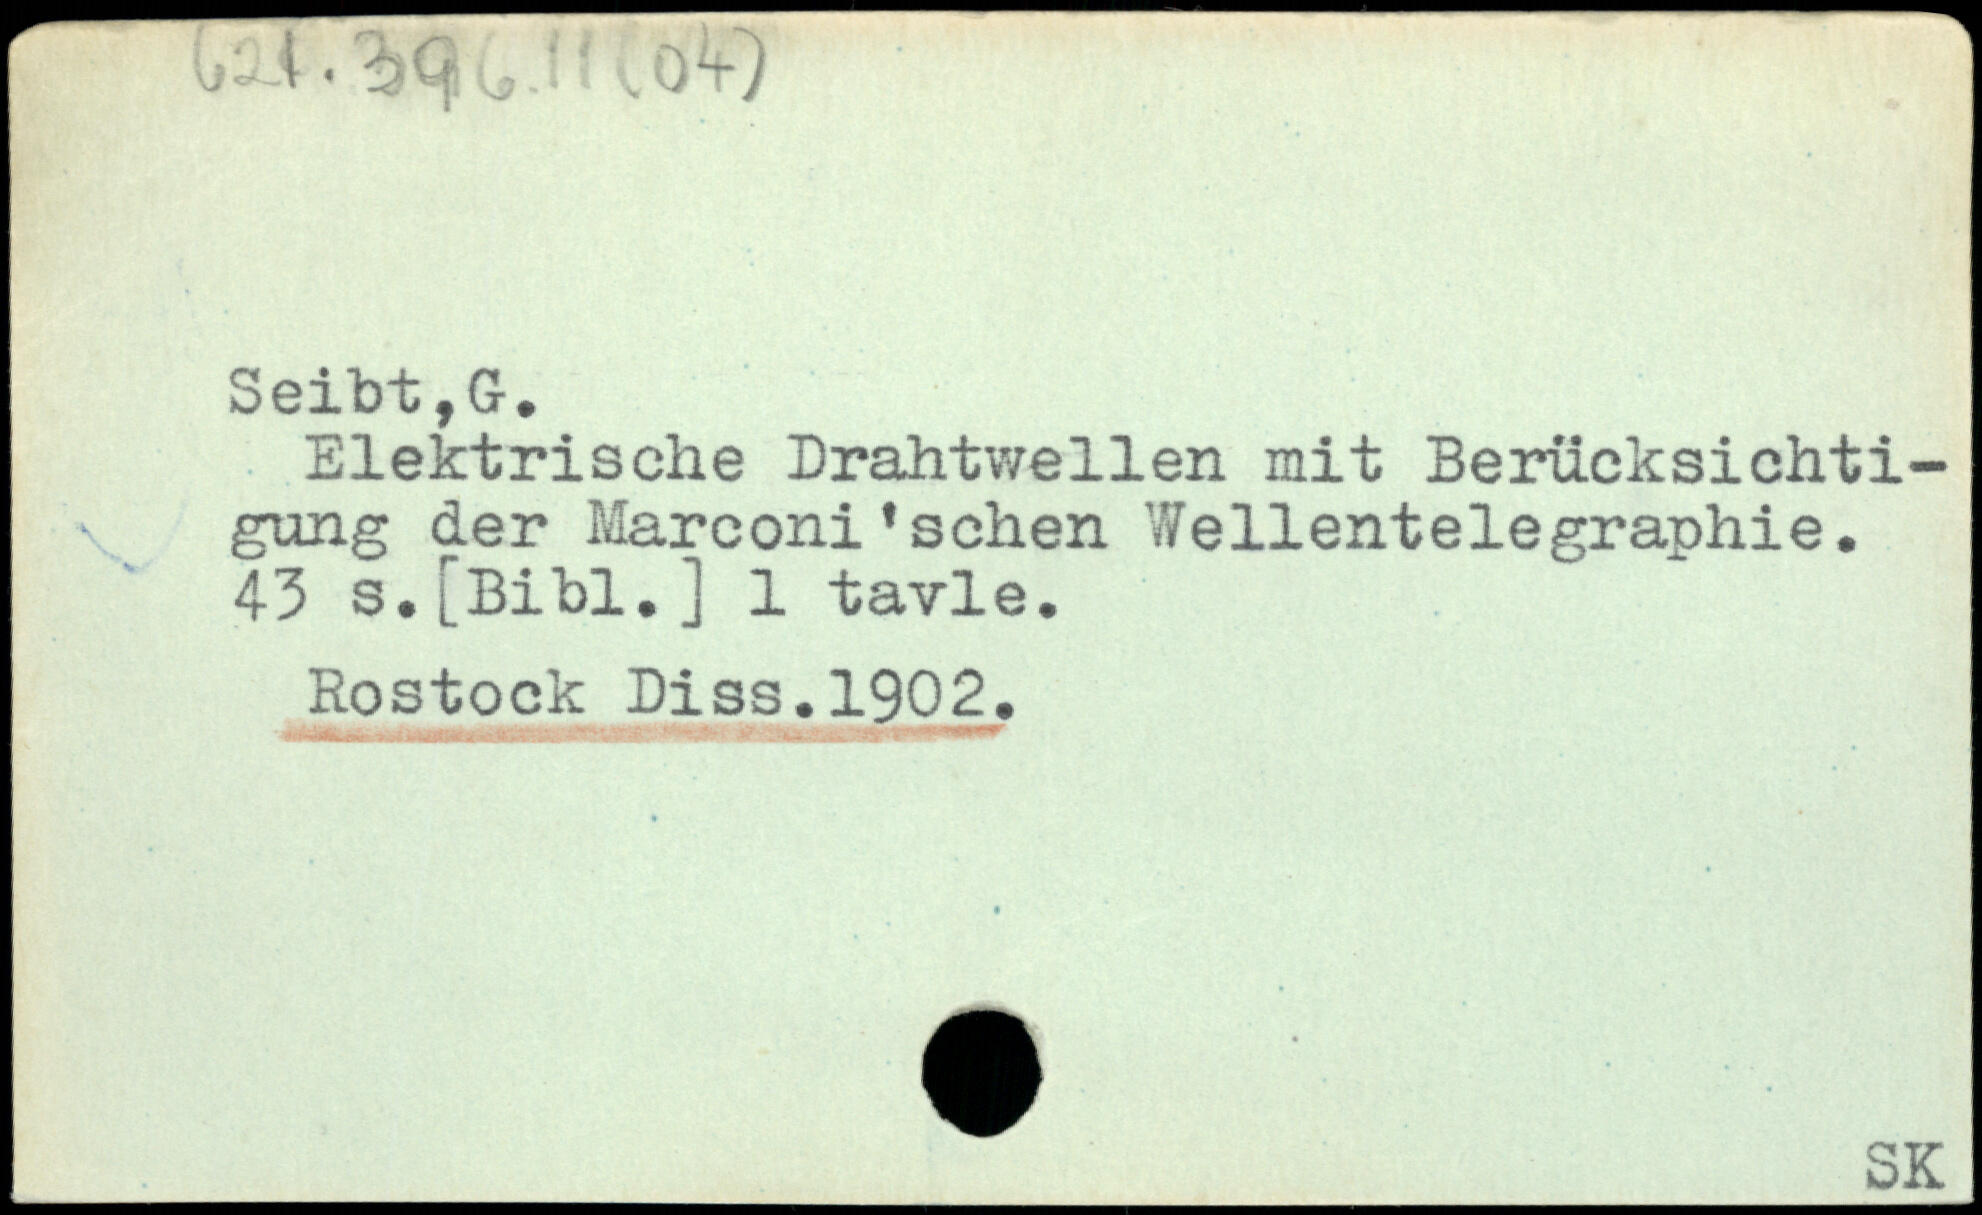 621.396.11(04)
Seibt,G.
Elektrische Drahtwellen mit Berücksichti-
gung der Marconi'schen Wellentelegraphie.
43 s.[Bibl.] 1 tavle.
Rostock Diss.1902.
SK